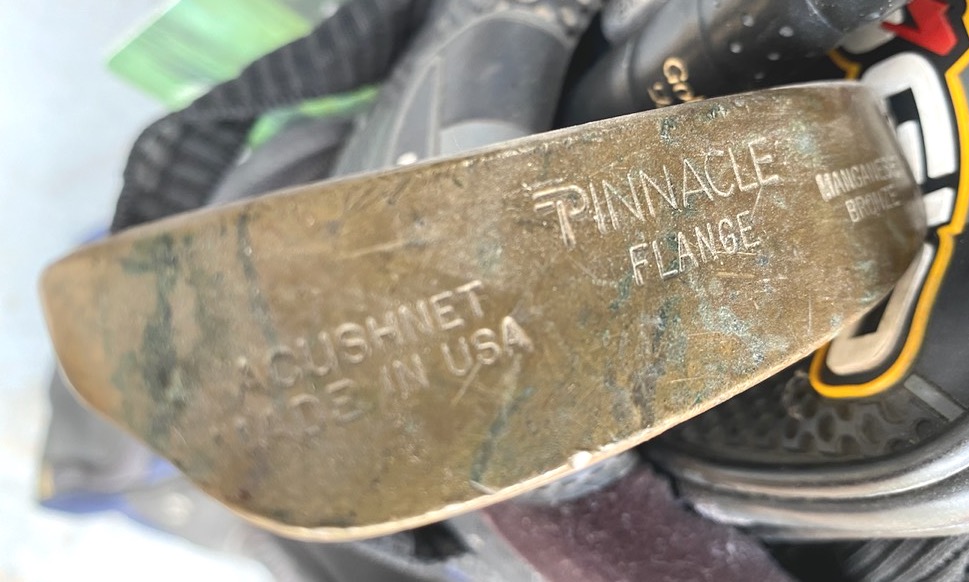 PINNACLE
FLANGE
MANGANESE
BRONZE
ACUSHNET
MADE IN USA